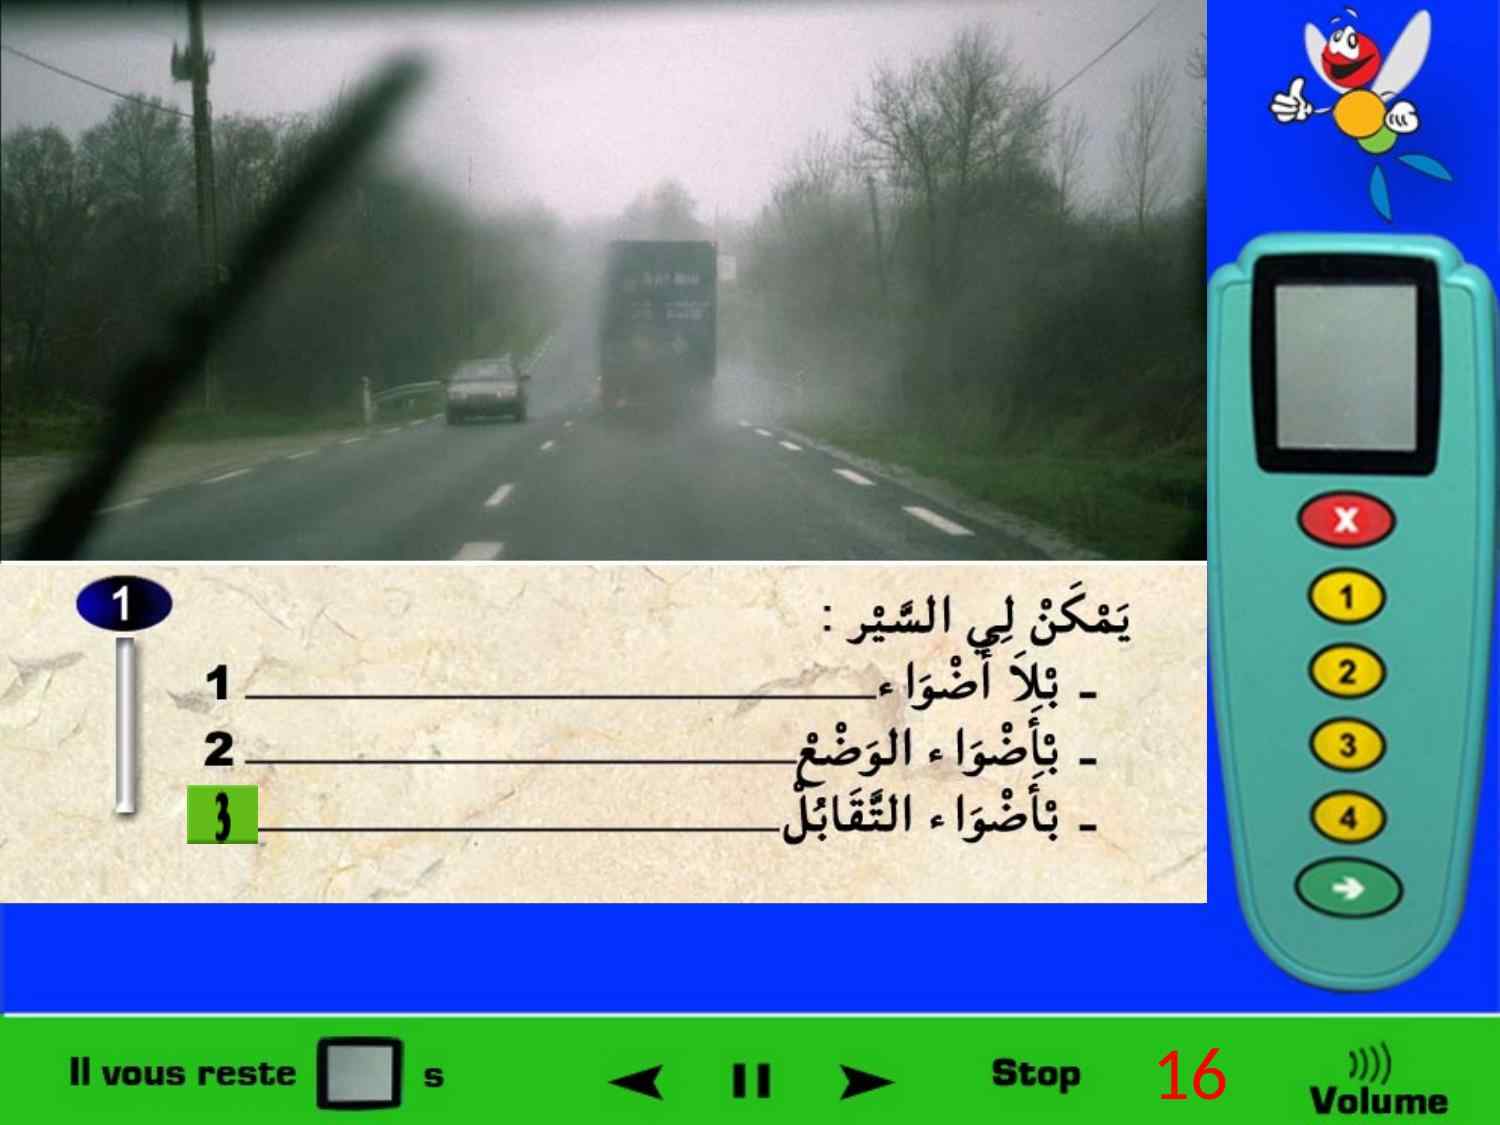 1
يَمْكَنْ لِي السَّيْر :
ـ بْلاَ أَضْوَاء 1
ـ بْأَضْوَاء الوَضْعْ 2
ـ بْأَضْوَاء التَّقَابُلْ 3
X
1
2
3
4
Il vous reste s
Stop
16
Volume